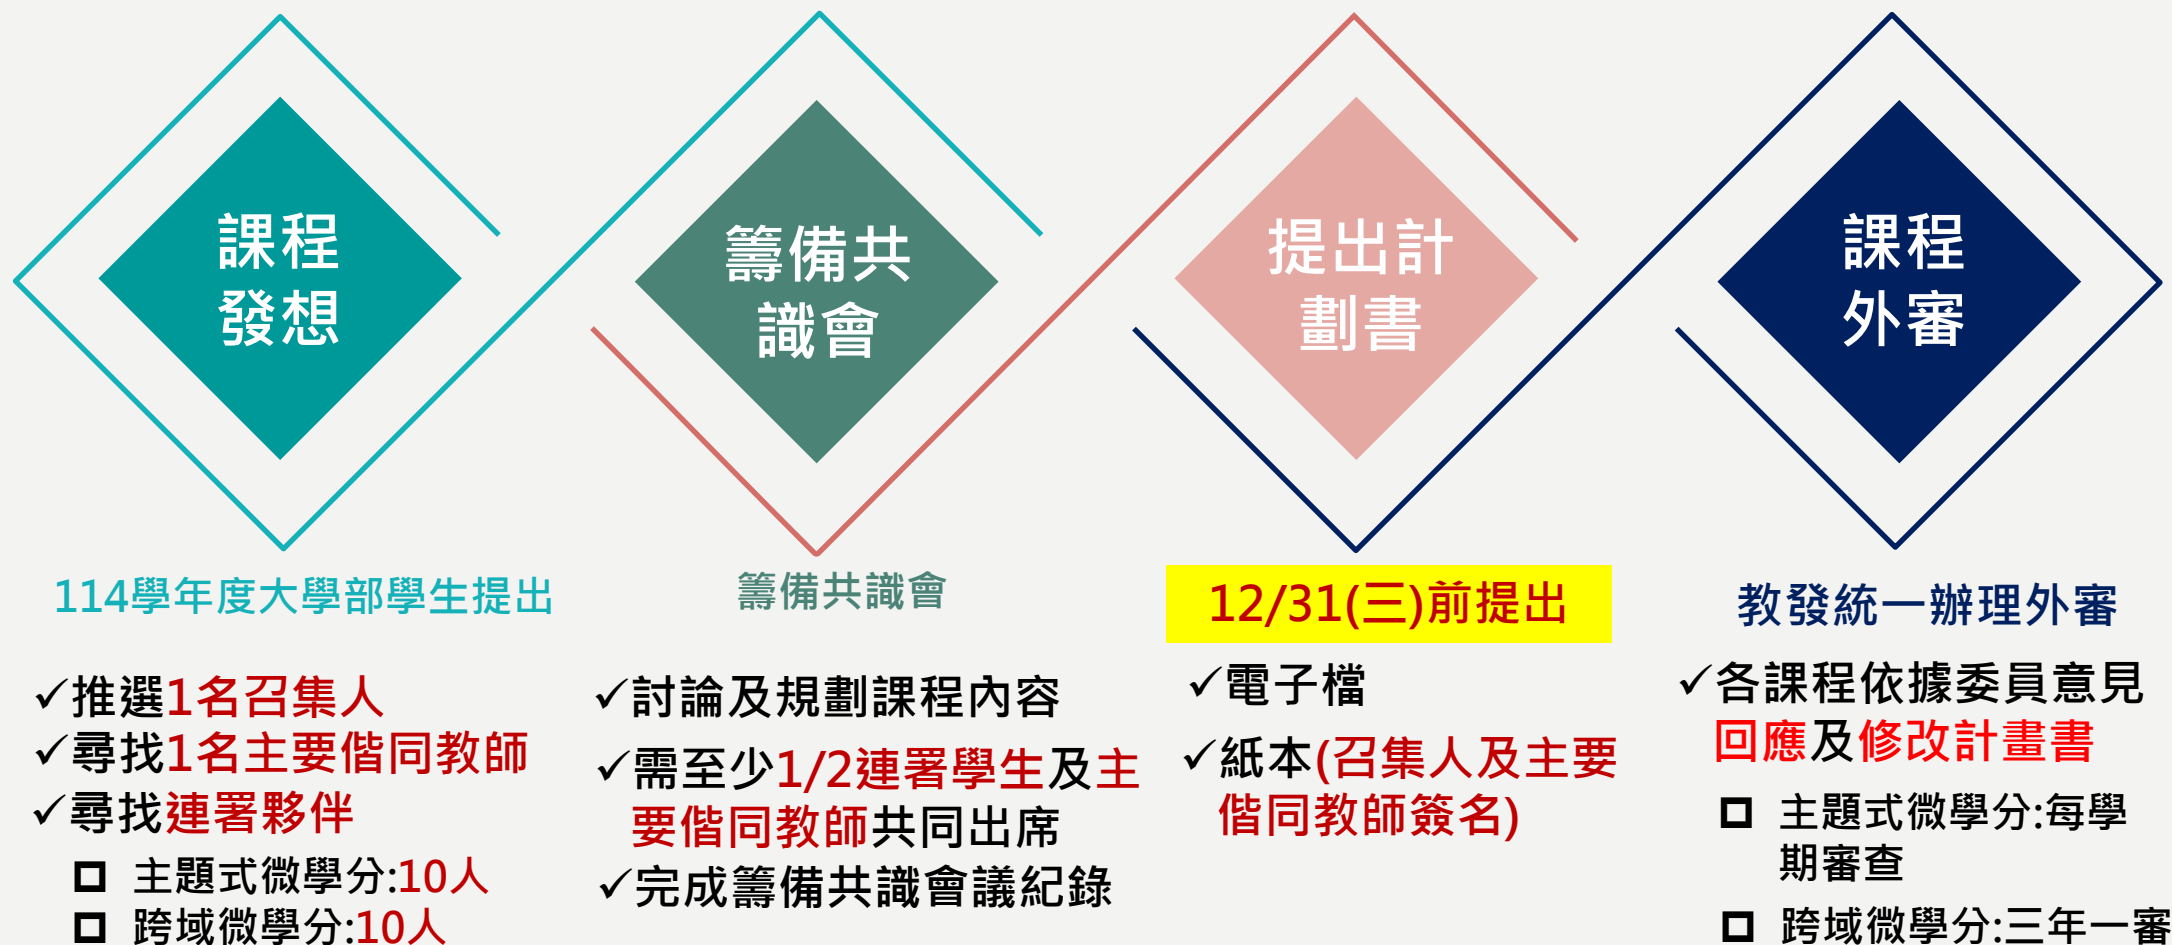 課程
發想
114學年度大學部學生提出
✓推選1名召集人
✓尋找1名主要偕同教師
✓尋找連署夥伴
主題式微學分:10人
跨域微學分:10人
籌備共
識會
籌備共識會
✓討論及規劃課程內容
✓需至少1/2連署學生及主
要偕同教師共同出席
✓完成籌備共識會議紀錄
提出計
劃書
12/31(三)前提出
✓電子檔
✓紙本(召集人及主要
偕同教師簽名)
課程
外審
教發統一辦理外審
✓各課程依據委員意見
回應及修改計畫書
主題式微學分:每學
期審查
跨域微學分:三年一審